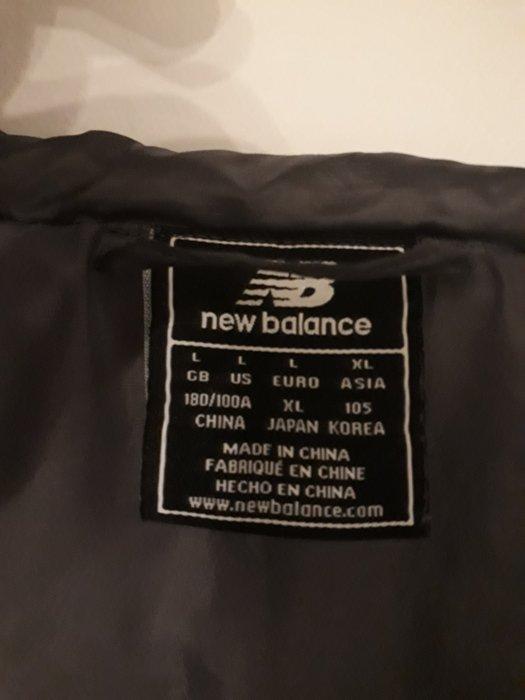 NB
new balance
L L L XL
GB US EURO ASIA
180/100A XL 105
CHINA JAPAN KOREA
MADE IN CHINA
FABRIQUÉ EN CHINE
HECHO EN CHINA
www.newbalance.com